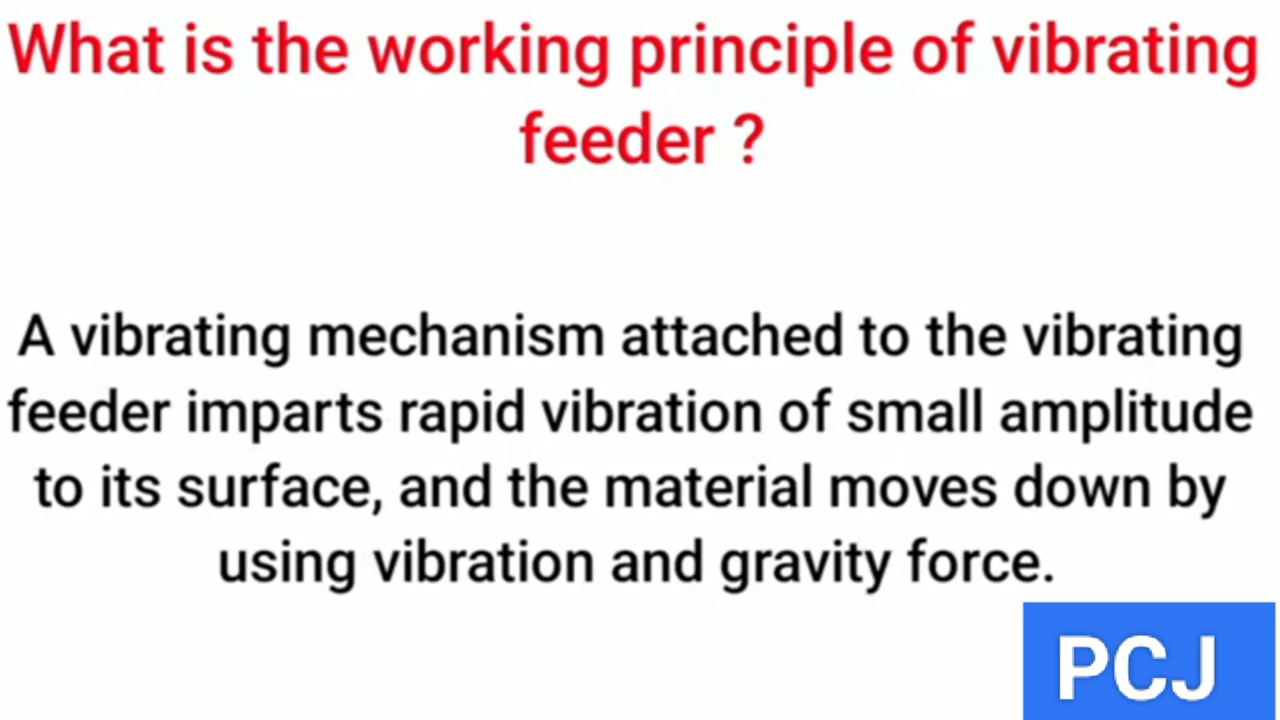 What is the working principle of vibrating
feeder ?
A vibrating mechanism attached to the vibrating
feeder imparts rapid vibration of small amplitude
to its surface, and the material moves down by
using vibration and gravity force.
PCJ